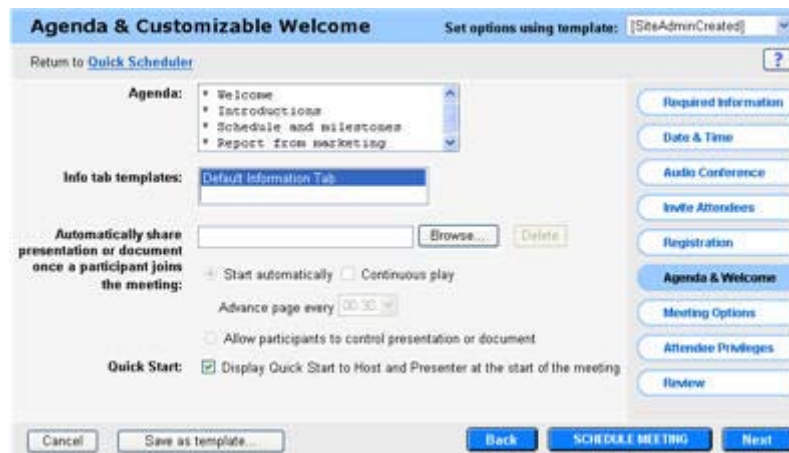 Agenda & Customizable Welcome
Set options using template: [SiteAdminCreated]
Return to Quick Scheduler
?
Agenda:
* Welcome
* Introductions
* Schedule and milestones
* Report from marketing
Info tab templates:
Default Information Tab
Automatically share presentation or document once a participant joins the meeting:
Browse...
Delete
Start automatically
Continuous play
Advance page every 00:30
Allow participants to control presentation or document
Quick Start:
Display Quick Start to Host and Presenter at the start of the meeting
Required Information
Date & Time
Audio Conference
Invite Attendees
Registration
Agenda & Welcome
Meeting Options
Attendee Privileges
Review
Cancel
Save as template...
Back
SCHEDULE MEETING
Next